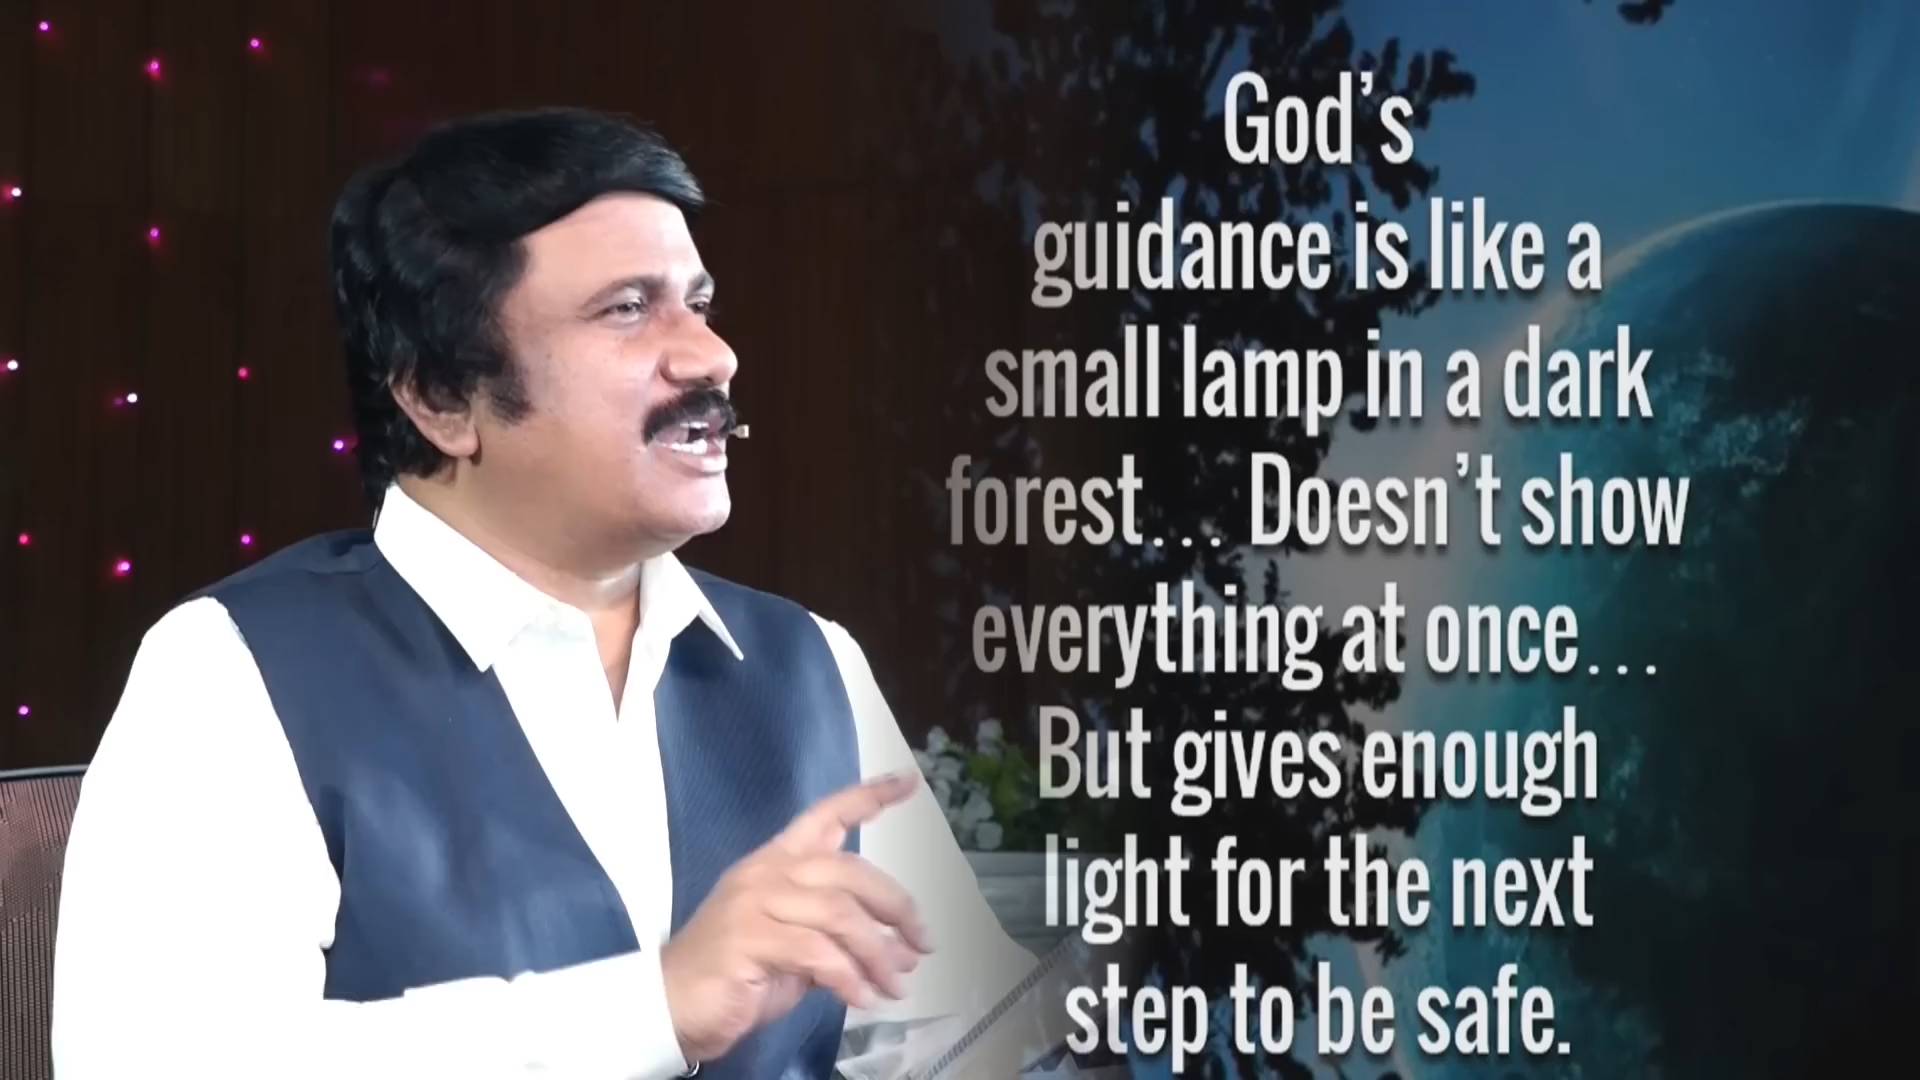 God’s
guidance is like a
small lamp in a dark
forest… Doesn’t show
everything at once…
But gives enough
light for the next
step to be safe.